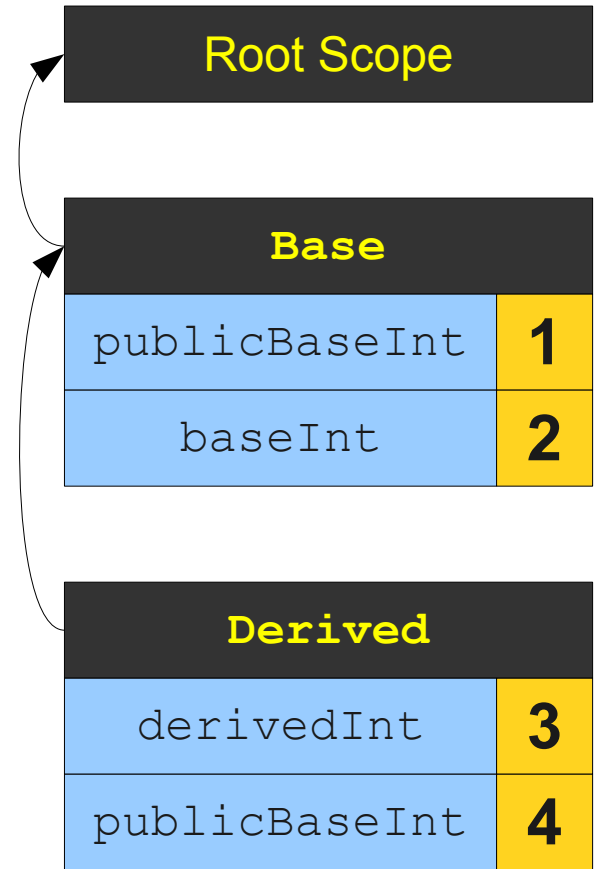 Root Scope
Base
publicBaseInt 1
baseInt 2
Derived
derivedInt 3
publicBaseInt 4